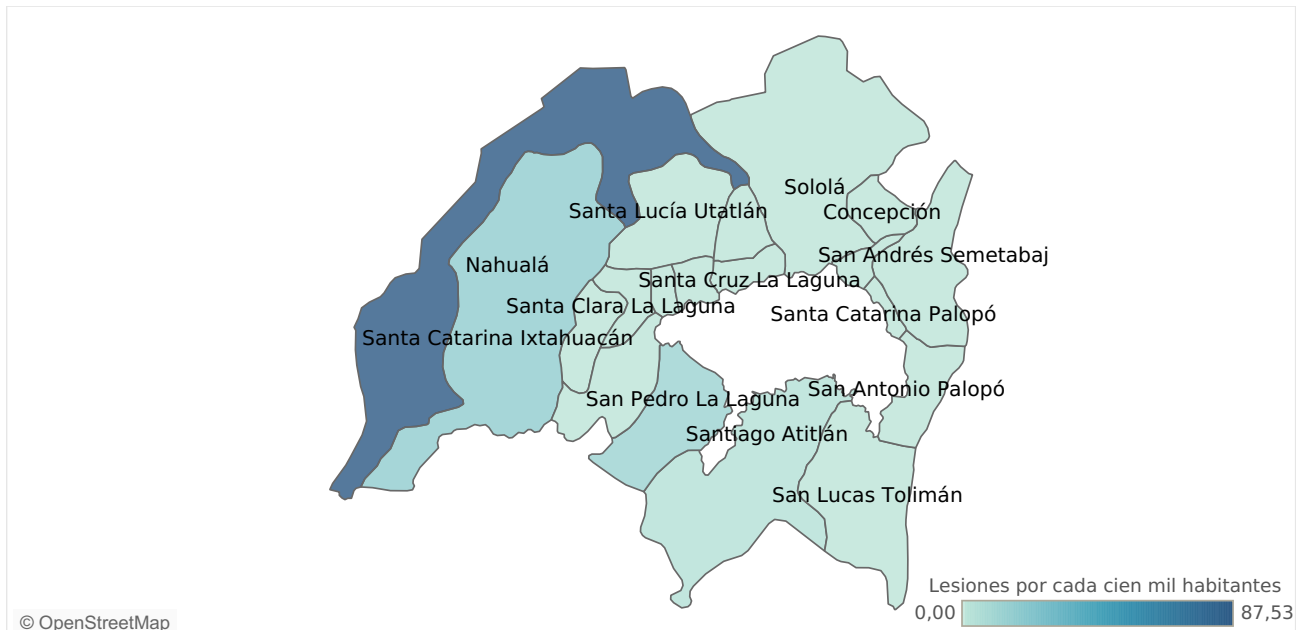 Sololá
Santa Lucía Utatlán
Concepción
San Andrés Semetabaj
Nahualá
Santa Cruz La Laguna
Santa Clara La Laguna
Santa Catarina Palopó
Santa Catarina Ixtahuacán
San Antonio Palopó
San Pedro La Laguna
Santiago Atitlán
San Lucas Tolimán
Lesiones por cada cien mil habitantes
0,00 87,53
© OpenStreetMap